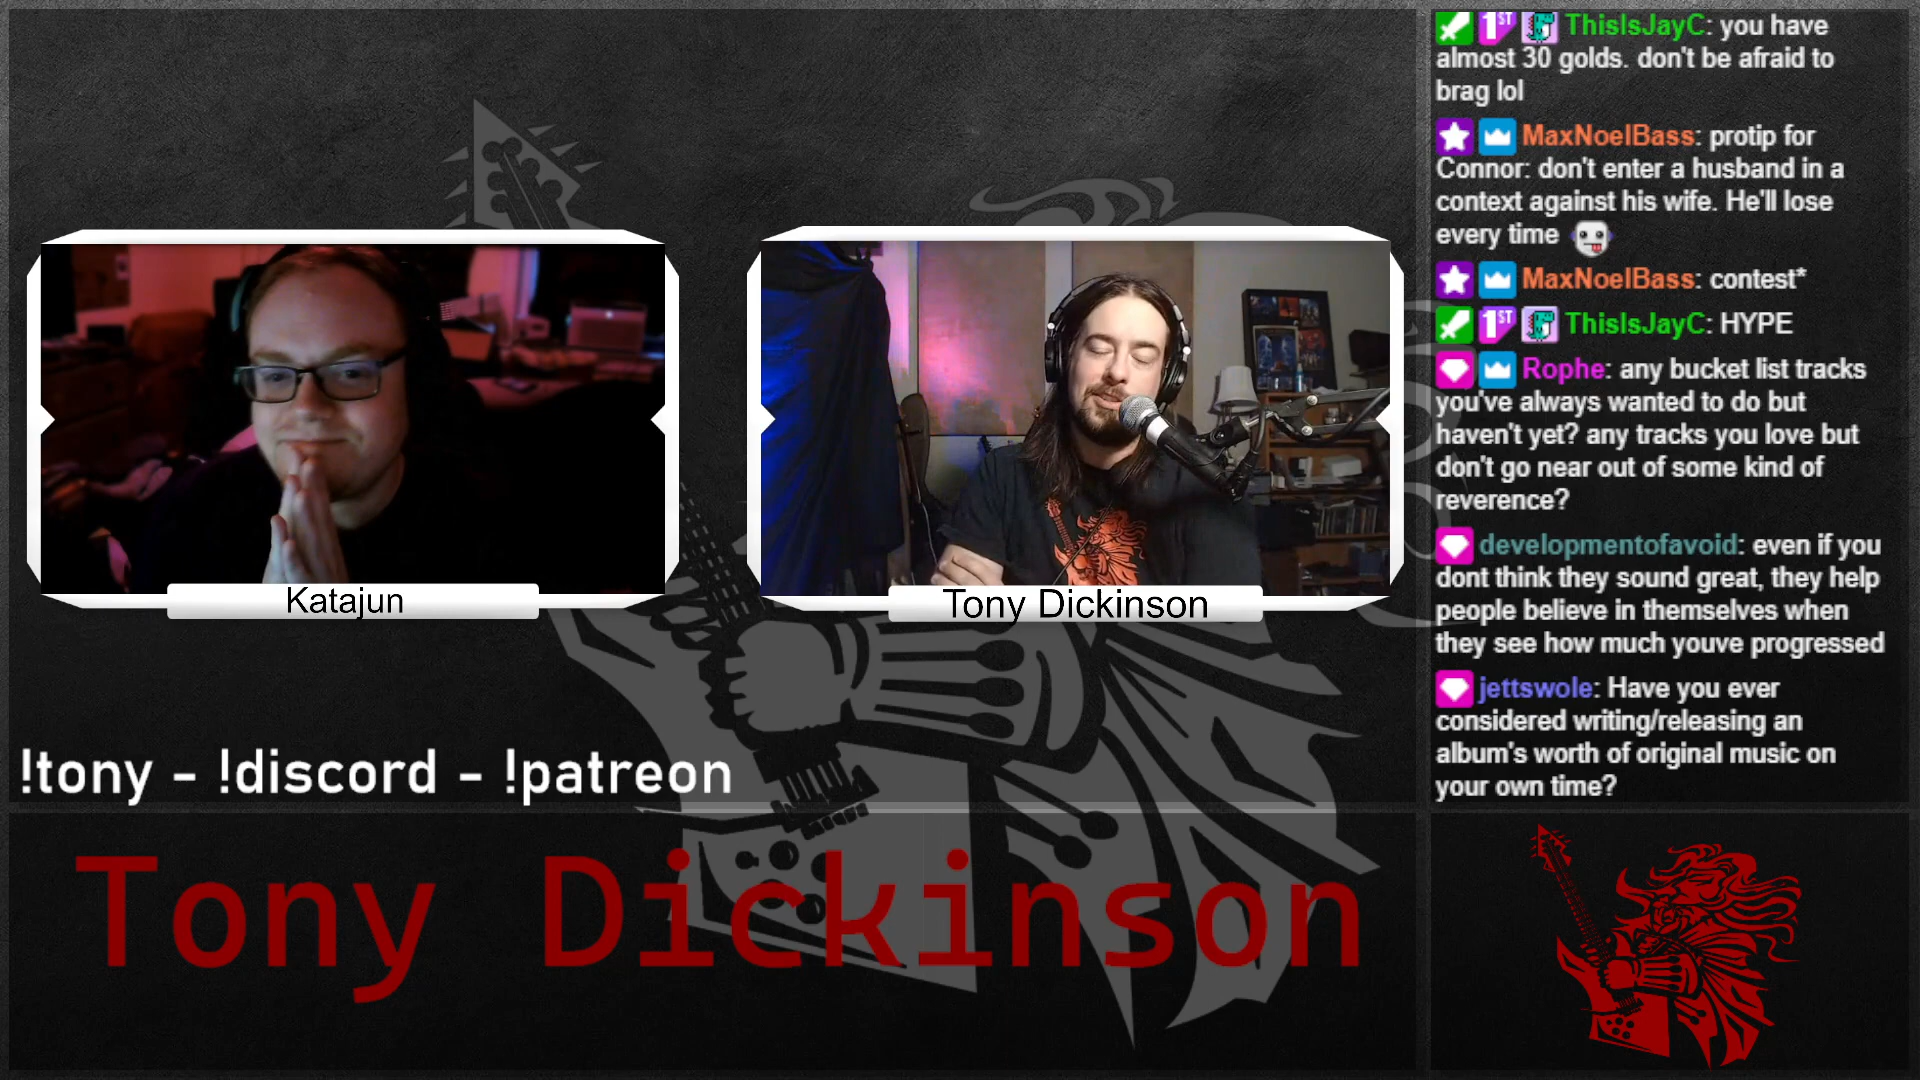 Katajun
Tony Dickinson
!tony - !discord - !patreon
Tony Dickinson
1ST ThisIsJayC: you have
almost 30 golds. don't be afraid to
brag lol
MaxNoelBass: protip for
Connor: don't enter a husband in a
context against his wife. He'll lose
every time
MaxNoelBass: contest*
1ST ThisIsJayC: HYPE
Rophe: any bucket list tracks
you've always wanted to do but
haven't yet? any tracks you love but
don't go near out of some kind of
reverence?
developmentofavoid: even if you
dont think they sound great, they help
people believe in themselves when
they see how much youve progressed
jettswole: Have you ever
considered writing/releasing an
album's worth of original music on
your own time?